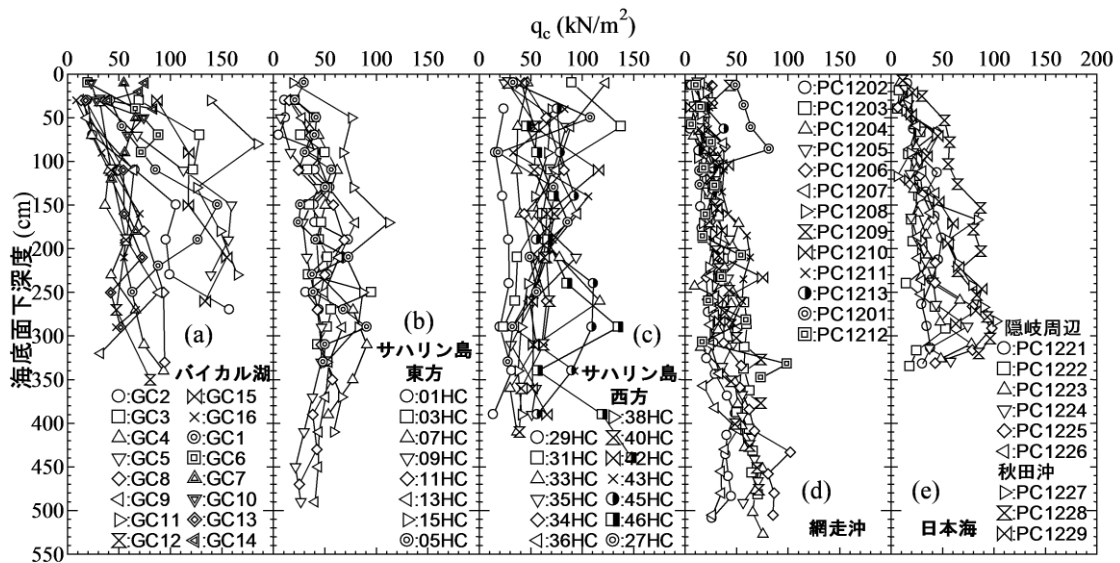 q_c (kN/m²)
0 50 100 150 0 50 100 150 0 50 100 150 0 50 100 150 0 50 100 150 200
海底面下深度 (cm)
0
50
100
150
200
250
300
350
400
450
500
550
(a)
バイカル湖
:GC2 :GC15
:GC3 :GC16
:GC4 :GC1
:GC5 :GC6
:GC8 :GC7
:GC9 :GC10
:GC11 :GC13
:GC12 :GC14
(b)
サハリン島
東方
:01HC
:03HC
:07HC
:09HC
:11HC
:13HC
:15HC
:05HC
(c)
サハリン島
西方
:29HC
:31HC
:33HC
:35HC
:34HC
:36HC
:38HC
:40HC
:42HC
:43HC
:45HC
:46HC
:27HC
:PC1202
:PC1203
:PC1204
:PC1205
:PC1206
:PC1207
:PC1208
:PC1209
:PC1210
:PC1211
:PC1213
:PC1201
:PC1212
(d)
網走沖
(e)
日本海
隠岐周辺
:PC1221
:PC1222
:PC1223
:PC1224
:PC1225
:PC1226
秋田沖
:PC1227
:PC1228
:PC1229